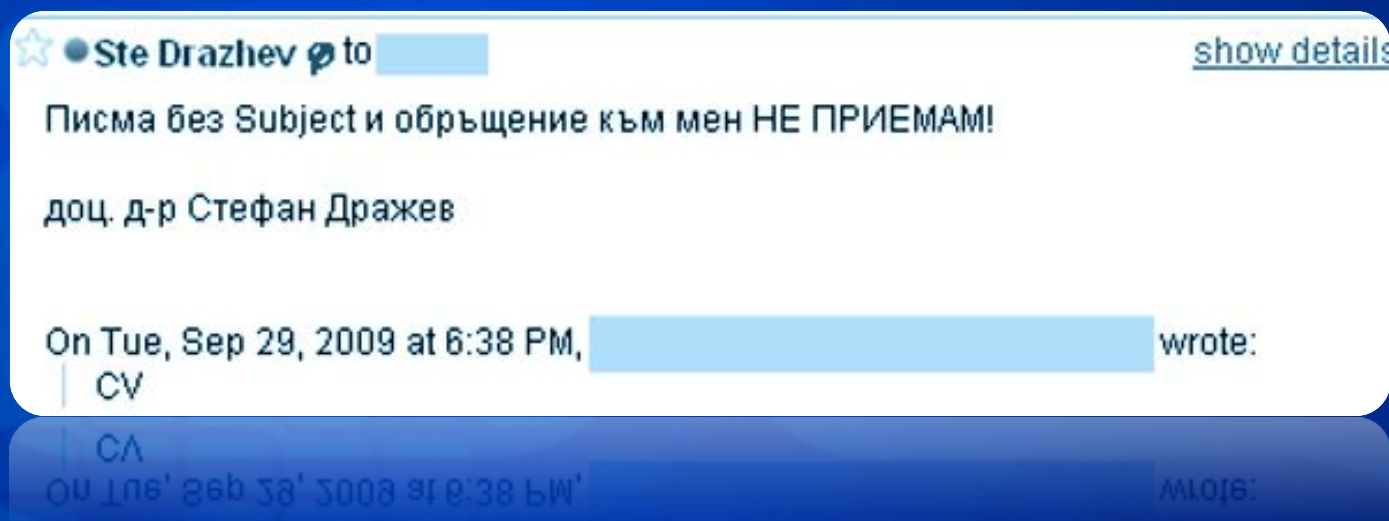 Ste Drazhev to show details
Писма без Subject и обръщение към мен НЕ ПРИЕМАМ!
доц. д-р Стефан Дражев
On Tue, Sep 29, 2009 at 6:38 PM, wrote:
CV